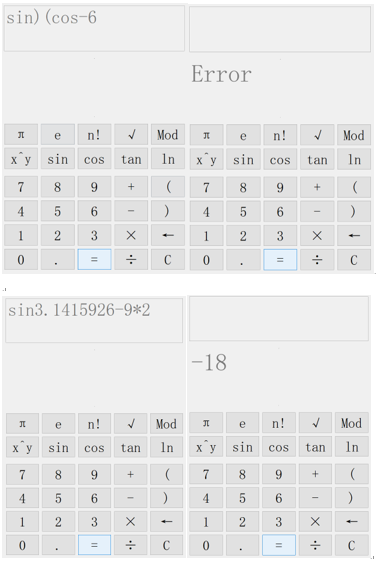 sin)(cos-6
Error
π e n! √ Mod π e n! √ Mod
x^y sin cos tan ln x^y sin cos tan ln
7 8 9 + ( 7 8 9 + (
4 5 6 - ) 4 5 6 - )
1 2 3 × ← 1 2 3 × ←
0 . = ÷ C 0 . = ÷ C
sin3.1415926-9*2
-18
π e n! √ Mod π e n! √ Mod
x^y sin cos tan ln x^y sin cos tan ln
7 8 9 + ( 7 8 9 + (
4 5 6 - ) 4 5 6 - )
1 2 3 × ← 1 2 3 × ←
0 . = ÷ C 0 . = ÷ C